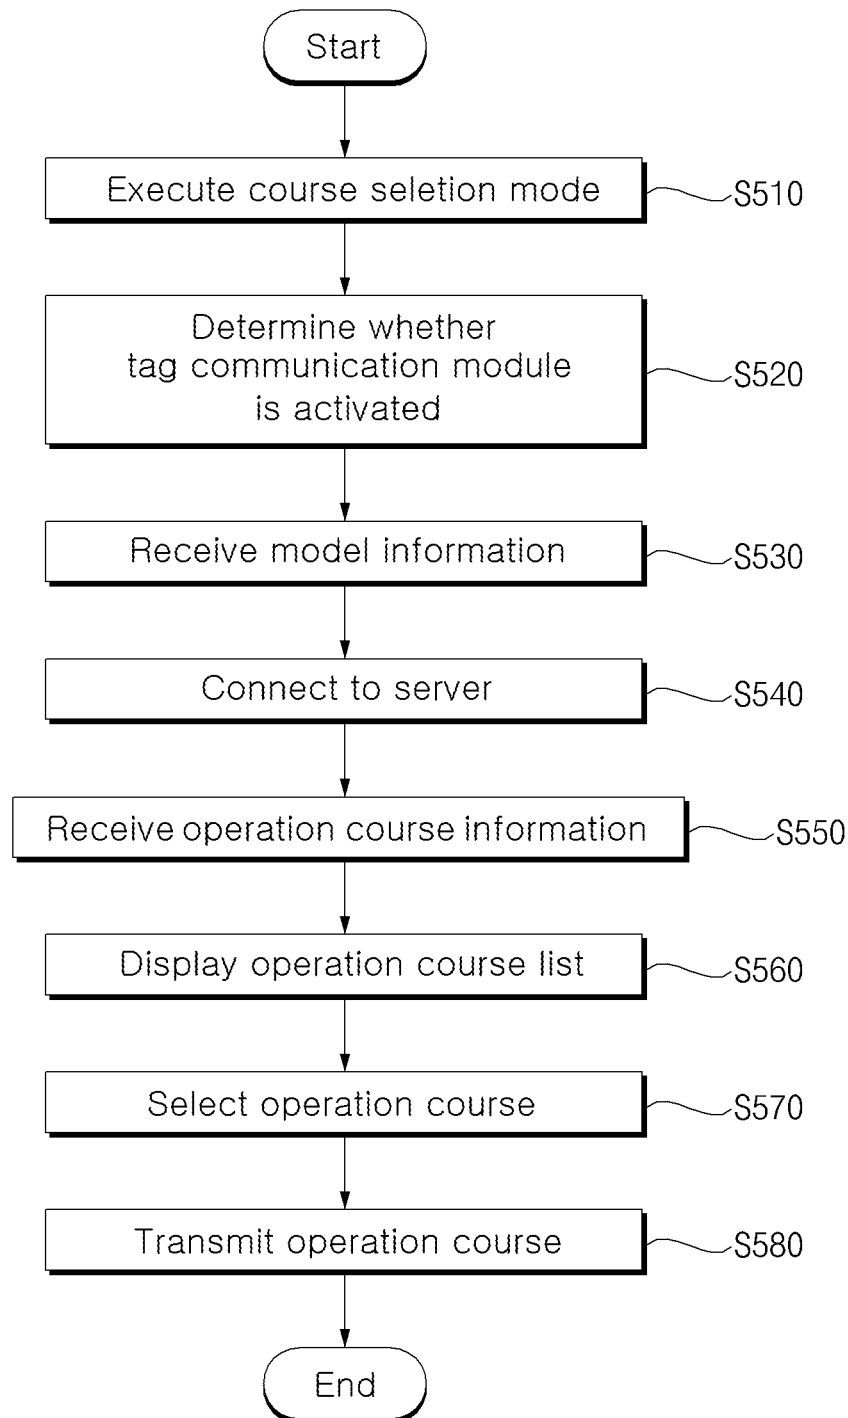 Start
Execute course seletion mode
S510
Determine whether
tag communication module
is activated
S520
Receive model information
S530
Connect to server
S540
Receive operation course information
S550
Display operation course list
S560
Select operation course
S570
Transmit operation course
S580
End